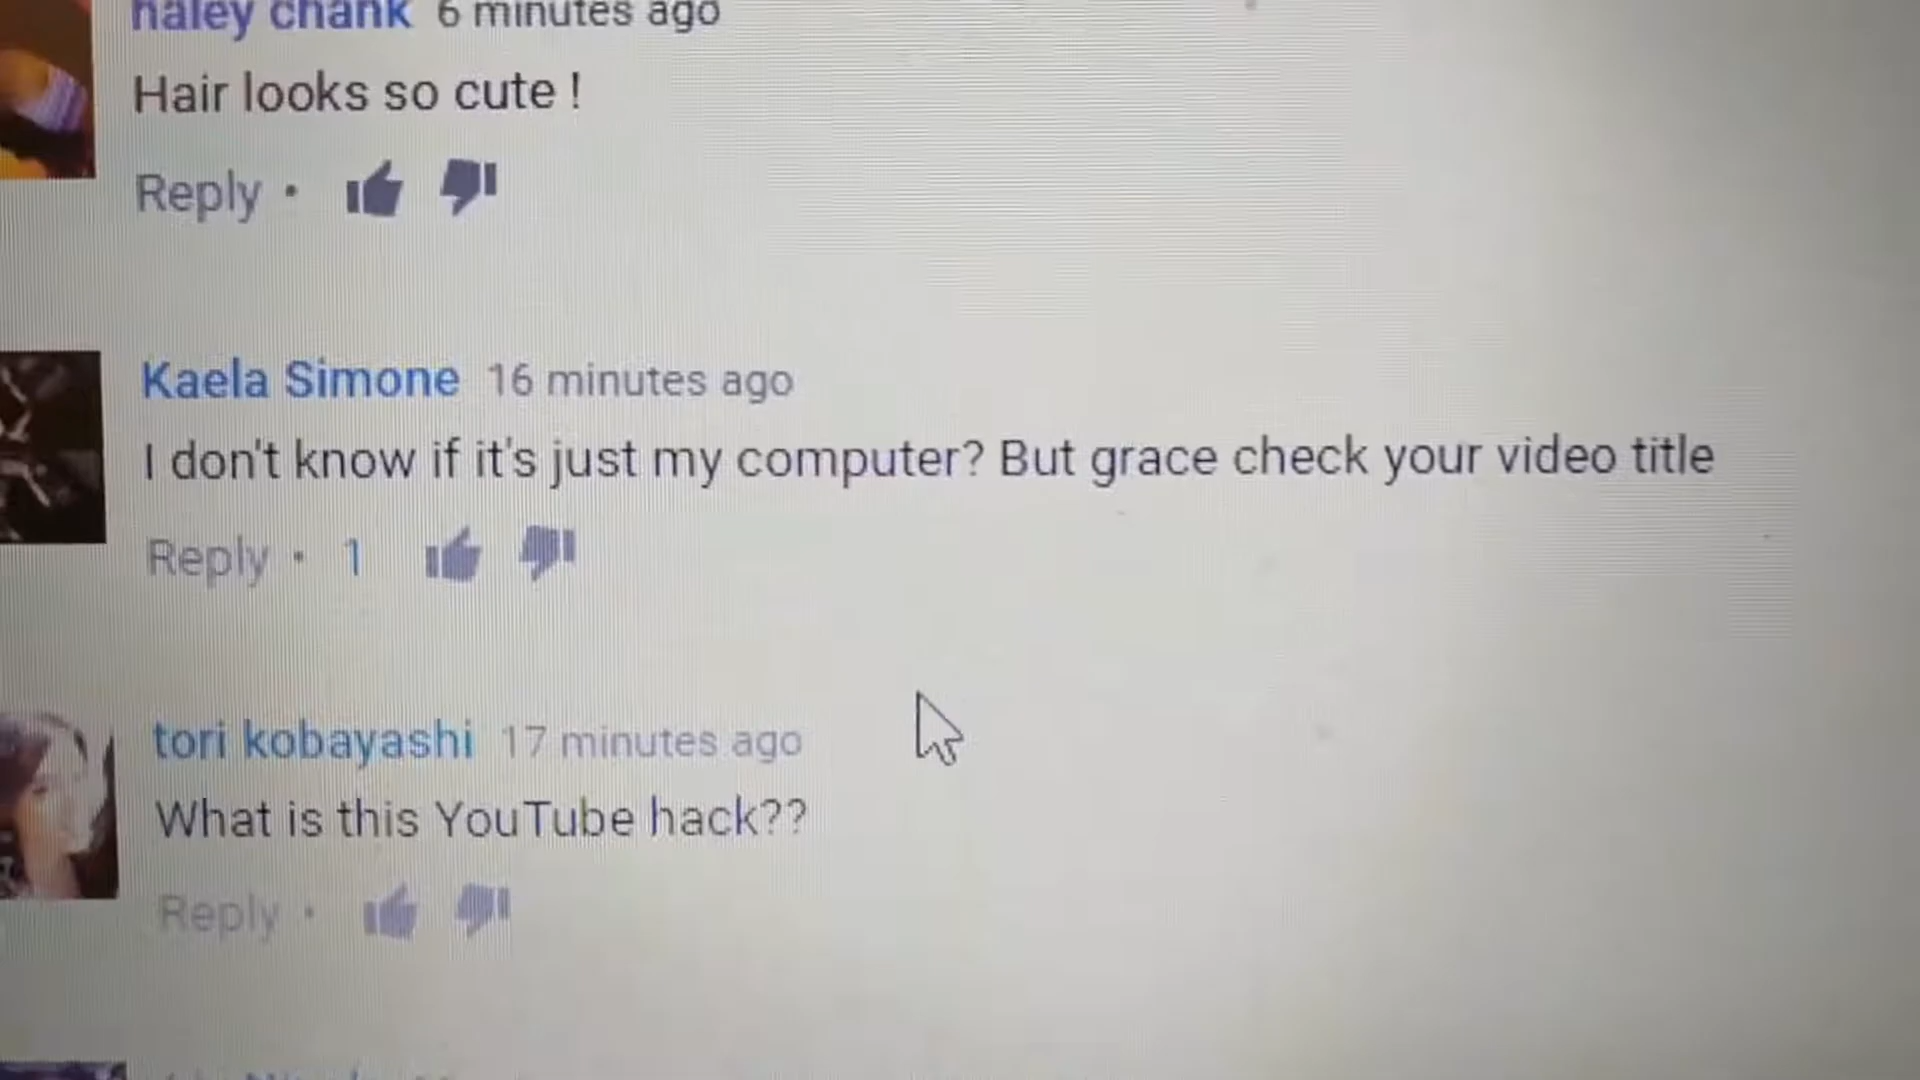 haley chank 6 minutes ago
Hair looks so cute !
Reply •
Kaela Simone 16 minutes ago
I don't know if it's just my computer? But grace check your video title
Reply • 1
tori kobayashi 17 minutes ago
What is this YouTube hack??
Reply •